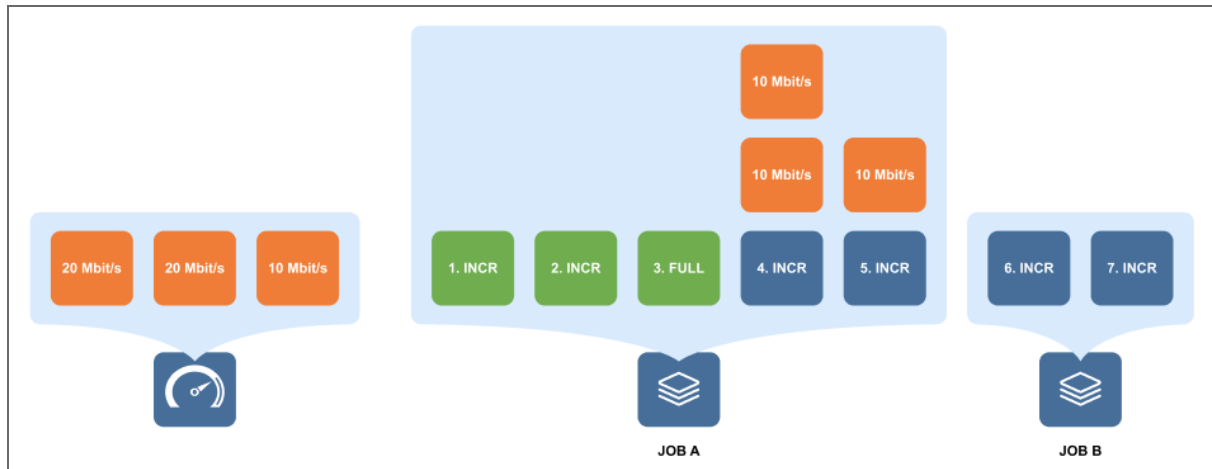 10 Mbit/s
10 Mbit/s
10 Mbit/s
20 Mbit/s
20 Mbit/s
10 Mbit/s
1. INCR
2. INCR
3. FULL
4. INCR
5. INCR
6. INCR
7. INCR
JOB A
JOB B